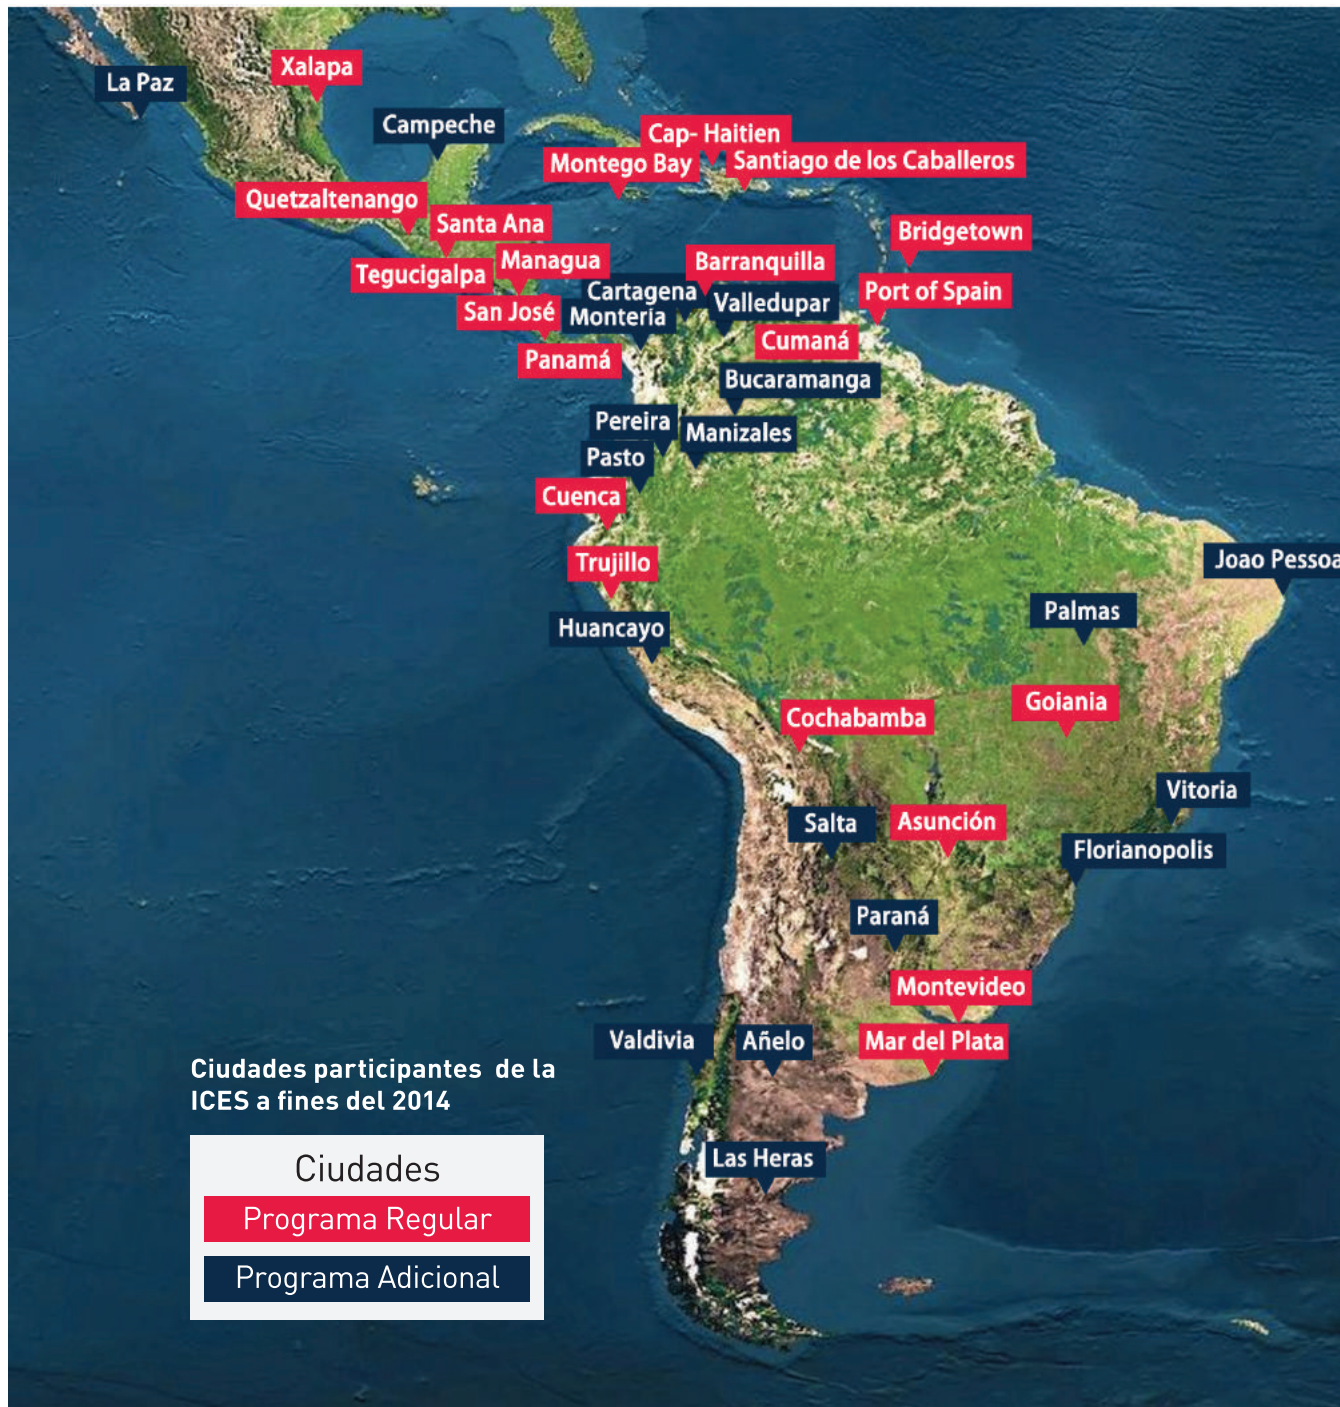 Xalapa
La Paz
Campeche
Cap- Haitien
Montego Bay
Santiago de los Caballeros
Quetzaltenango
Santa Ana
Bridgetown
Managua
Barranquilla
Tegucigalpa
Cartagena
Port of Spain
Valledupar
San José
Montería
Cumaná
Panamá
Bucaramanga
Pereira
Manizales
Pasto
Cuenca
Trujillo
Joao Pessoa
Palmas
Huancayo
Goiania
Cochabamba
Vitoria
Salta
Asunción
Florianopolis
Paraná
Montevideo
Valdivia
Añelo
Mar del Plata
Las Heras
Ciudades participantes de la
ICES a fines del 2014
Ciudades
Programa Regular
Programa Adicional